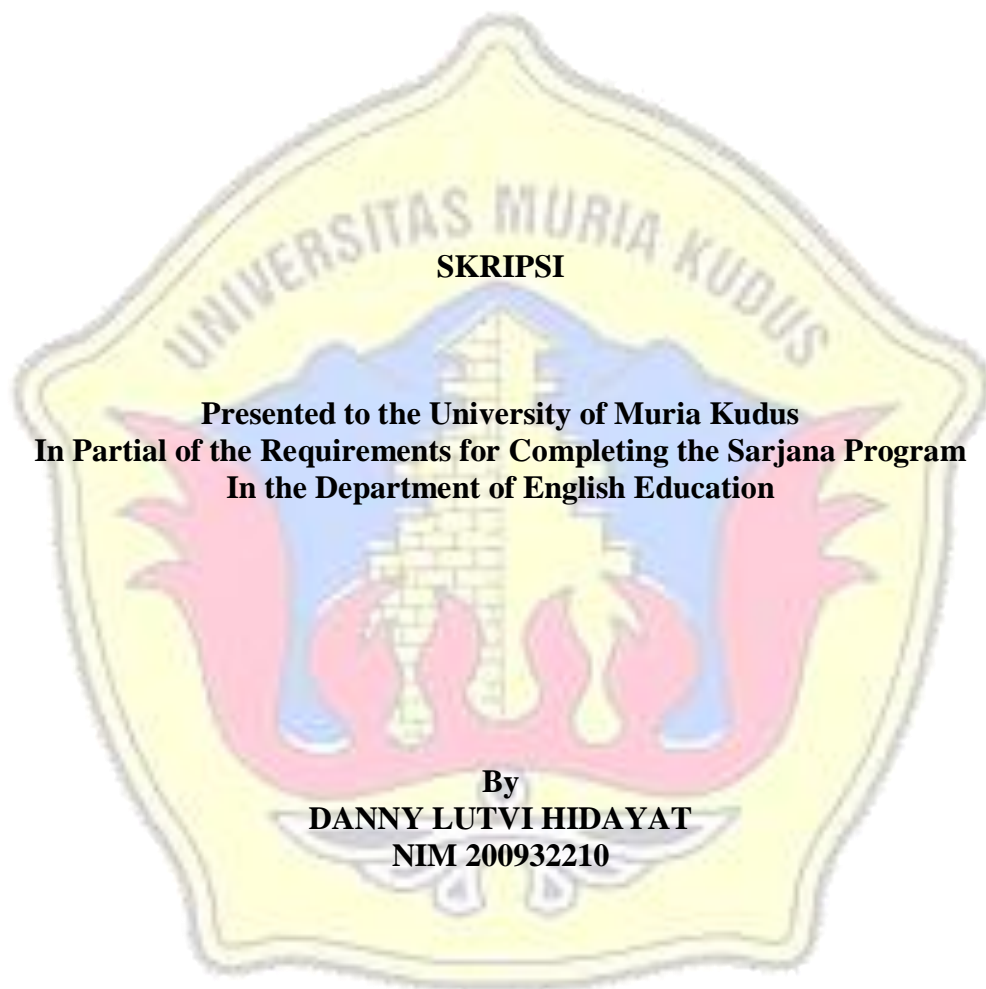 UNIVERSITAS MURIA KUDUS
SKRIPSI
Presented to the University of Muria Kudus
In Partial of the Requirements for Completing the Sarjana Program
In the Department of English Education
By
DANNY LUTVI HIDAYAT
NIM 200932210